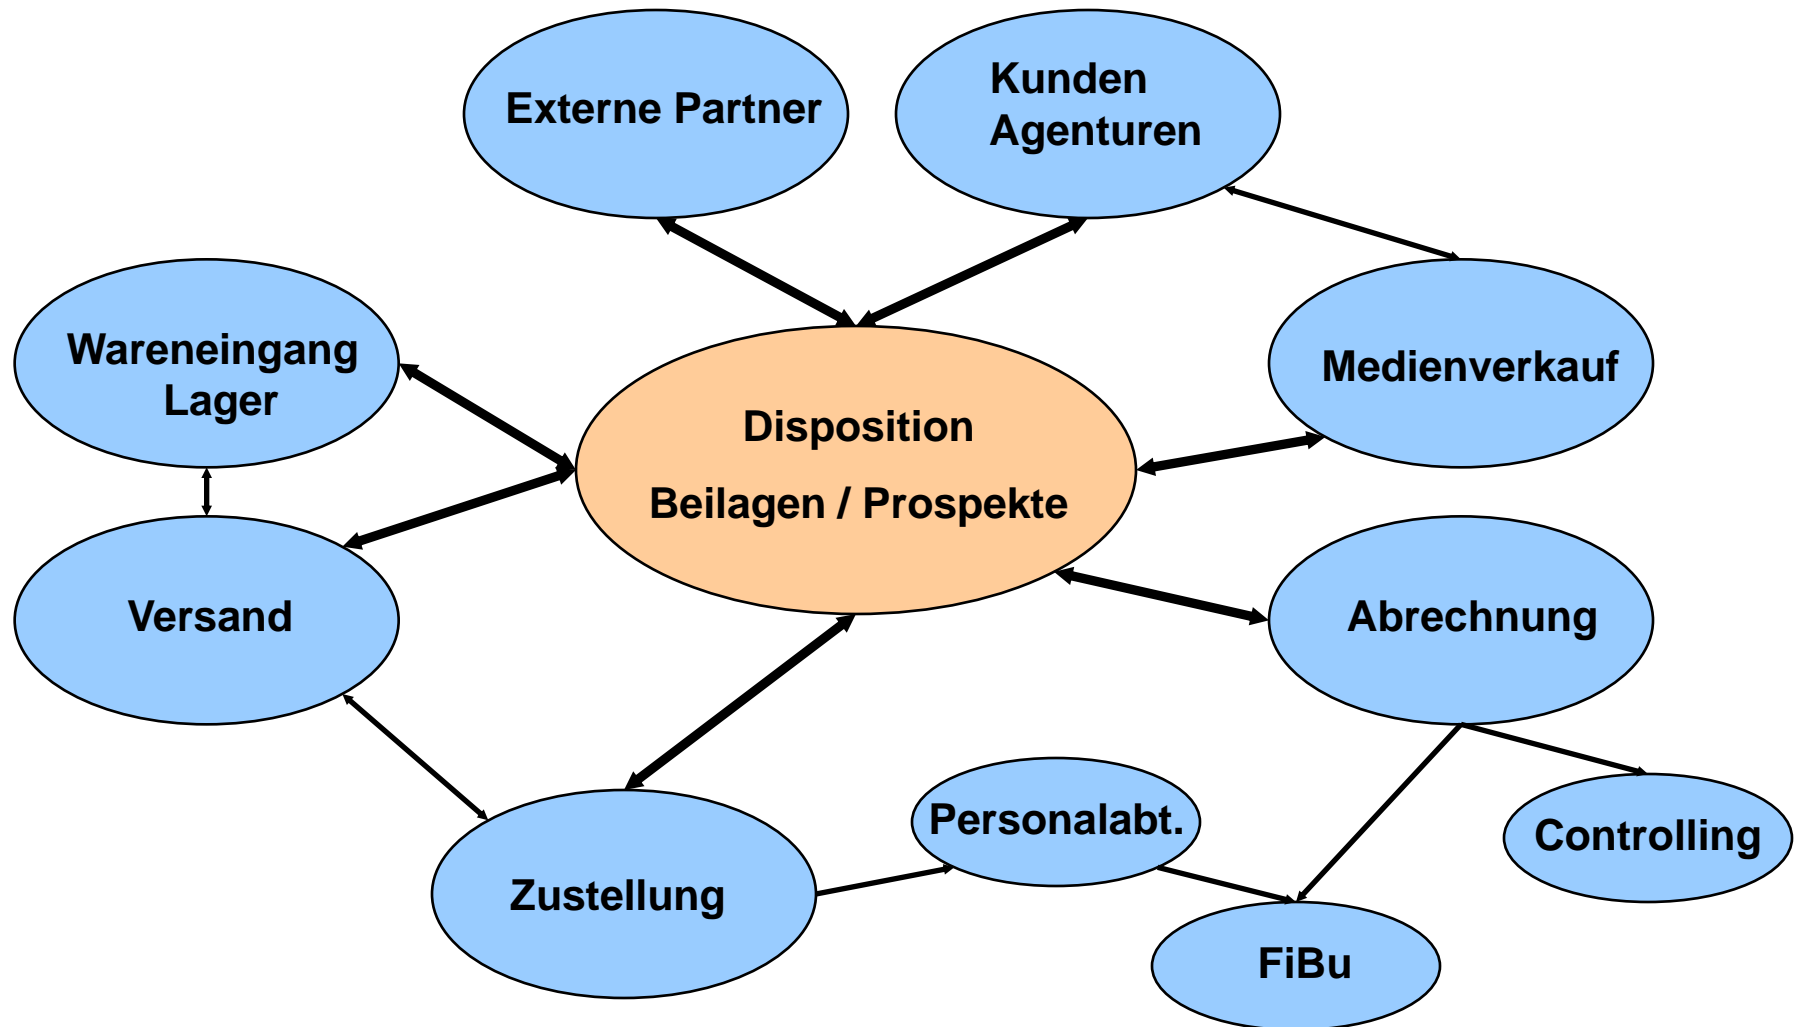 Externe Partner
Kunden
Agenturen
Wareneingang
Lager
Medienverkauf
Disposition
Beilagen / Prospekte
Versand
Abrechnung
Personalabt.
Controlling
Zustellung
FiBu